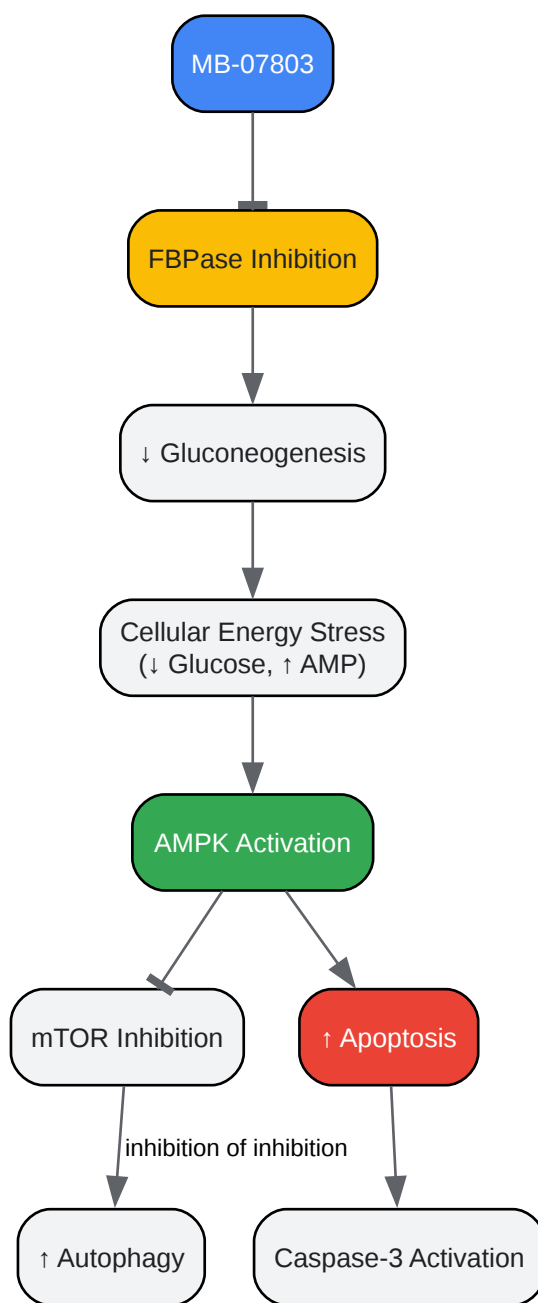 MB-07803
FBPase Inhibition
↓ Gluconeogenesis
Cellular Energy Stress
(↓ Glucose, ↑ AMP)
AMPK Activation
mTOR Inhibition
↑ Apoptosis
inhibition of inhibition
↑ Autophagy
Caspase-3 Activation